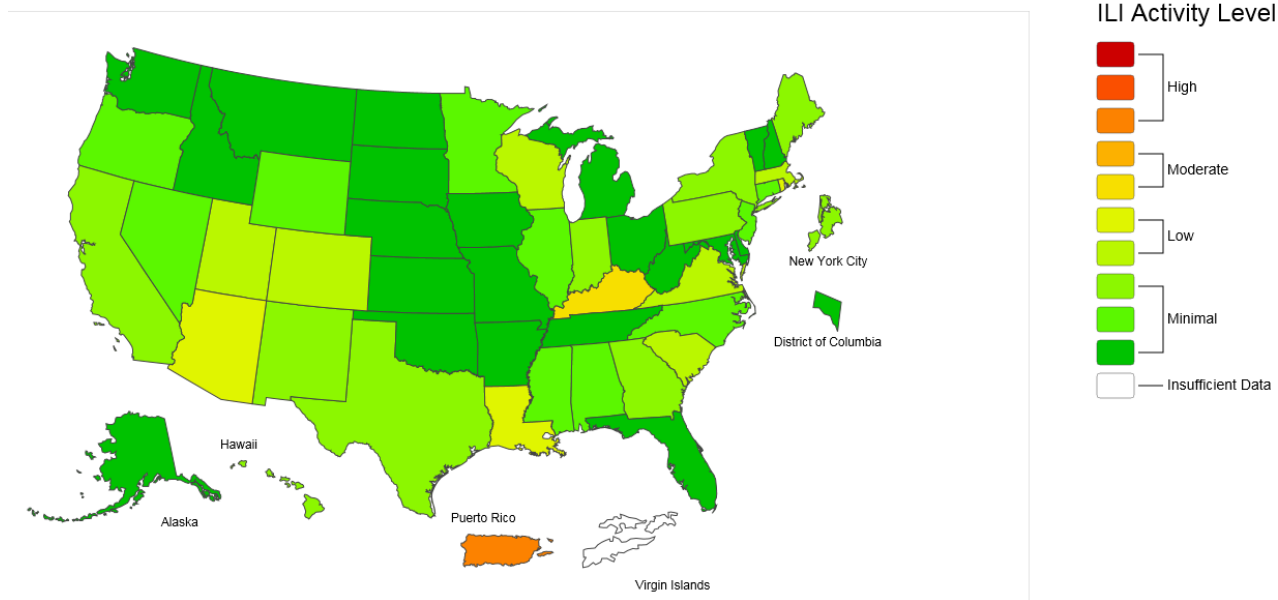 ILI Activity Level
High
Moderate
Low
Minimal
Insufficient Data
New York City
District of Columbia
Hawaii
Alaska
Puerto Rico
Virgin Islands